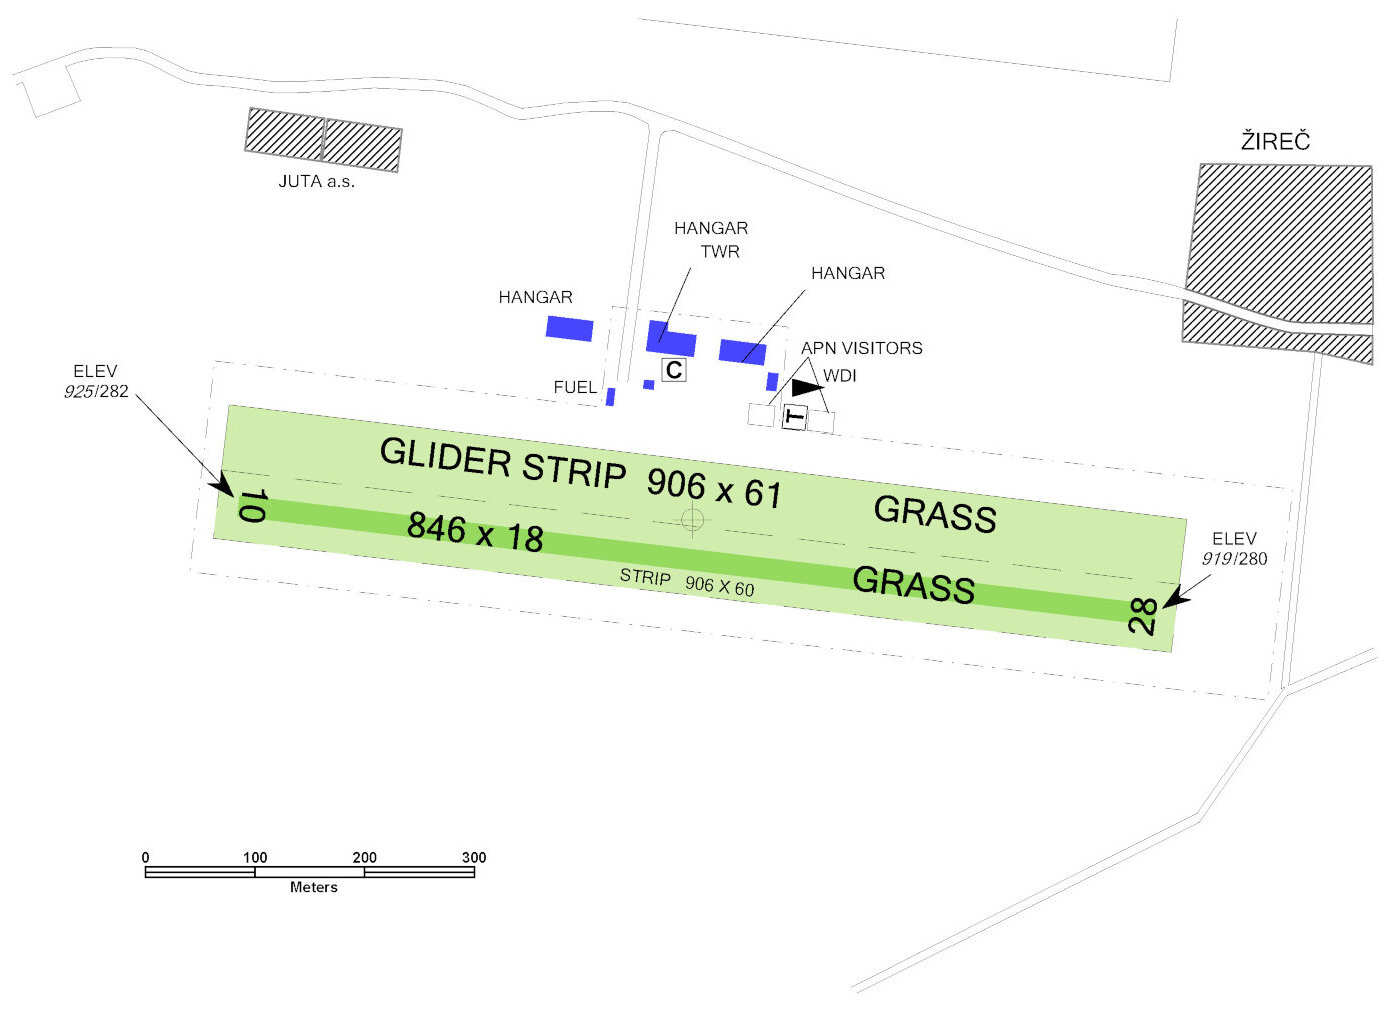 ŽIREČ
JUTA a.s.
HANGAR
TWR
HANGAR
HANGAR
APN VISITORS
C
WDI
ELEV
925/282
FUEL
T
GLIDER STRIP 906 x 61 GRASS
10
846 x 18 GRASS
STRIP 906 X 60
28
ELEV
919/280
0 100 200 300
Meters